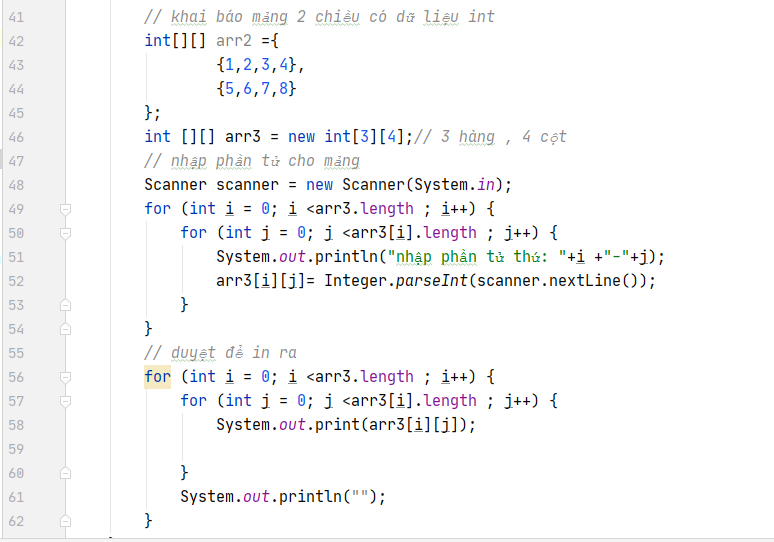 41 // khai báo mảng 2 chiều có dữ liệu int
42 int[][] arr2 ={
43 {1,2,3,4},
44 {5,6,7,8}
45 };
46 int [][] arr3 = new int[3][4];// 3 hàng , 4 cột
47 // nhập phần tử cho mảng
48 Scanner scanner = new Scanner(System.in);
49 for (int i = 0; i <arr3.length ; i++) {
50 for (int j = 0; j <arr3[i].length ; j++) {
51 System.out.println("nhập phần tử thứ: "+i +"-"+j);
52 arr3[i][j]= Integer.parseInt(scanner.nextLine());
53 }
54 }
55 // duyệt để in ra
56 for (int i = 0; i <arr3.length ; i++) {
57 for (int j = 0; j <arr3[i].length ; j++) {
58 System.out.print(arr3[i][j]);
59
60 }
61 System.out.println("");
62 }